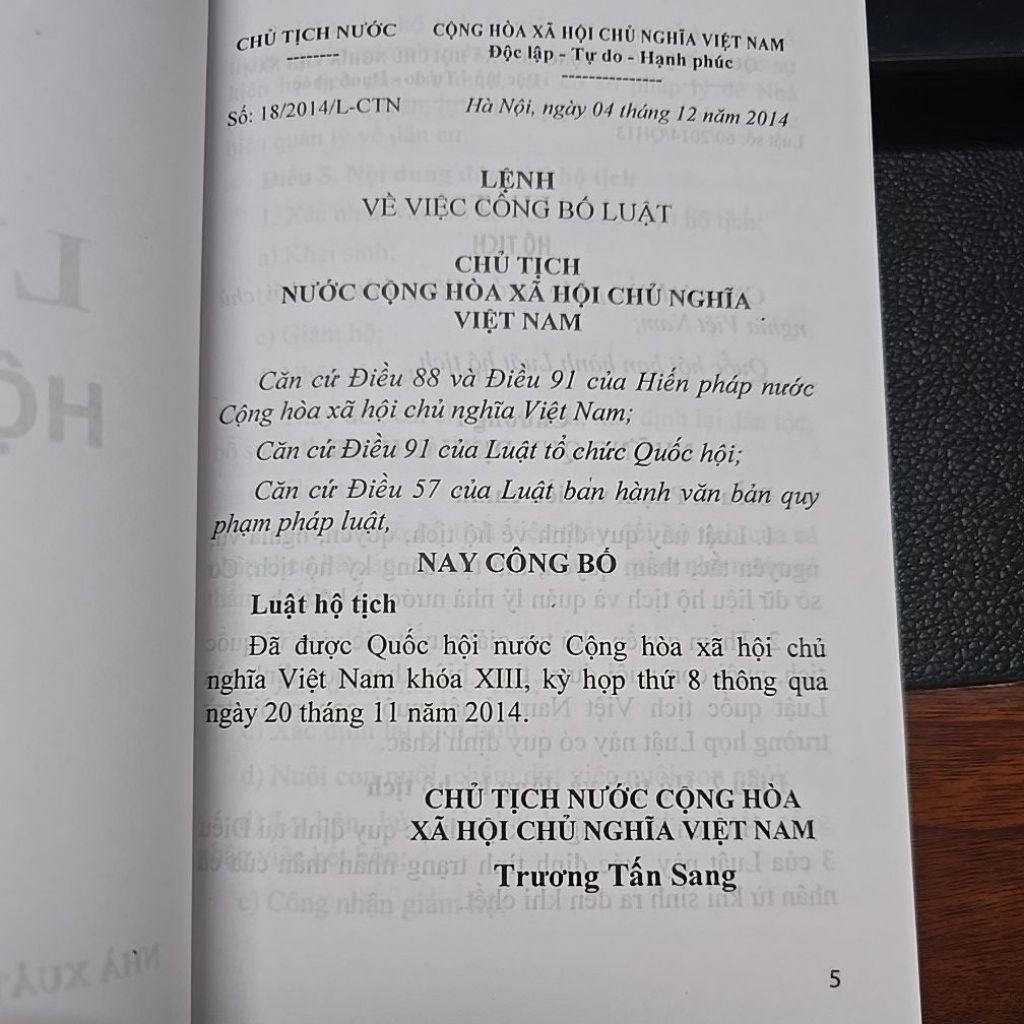 CHỦ TỊCH NƯỚC
CỘNG HÒA XÃ HỘI CHỦ NGHĨA VIỆT NAM
--------
Độc lập - Tự do - Hạnh phúc
---------------
Số: 18/2014/L-CTN
Hà Nội, ngày 04 tháng 12 năm 2014
LỆNH
VỀ VIỆC CÔNG BỐ LUẬT
CHỦ TỊCH
NƯỚC CỘNG HÒA XÃ HỘI CHỦ NGHĨA
VIỆT NAM
Căn cứ Điều 88 và Điều 91 của Hiến pháp nước
Cộng hòa xã hội chủ nghĩa Việt Nam;
Căn cứ Điều 91 của Luật tổ chức Quốc hội;
Căn cứ Điều 57 của Luật ban hành văn bản quy
phạm pháp luật,
NAY CÔNG BỐ
Luật hộ tịch
Đã được Quốc hội nước Cộng hòa xã hội chủ
nghĩa Việt Nam khóa XIII, kỳ họp thứ 8 thông qua
ngày 20 tháng 11 năm 2014.
CHỦ TỊCH NƯỚC CỘNG HÒA
XÃ HỘI CHỦ NGHĨA VIỆT NAM
Trương Tấn Sang
5